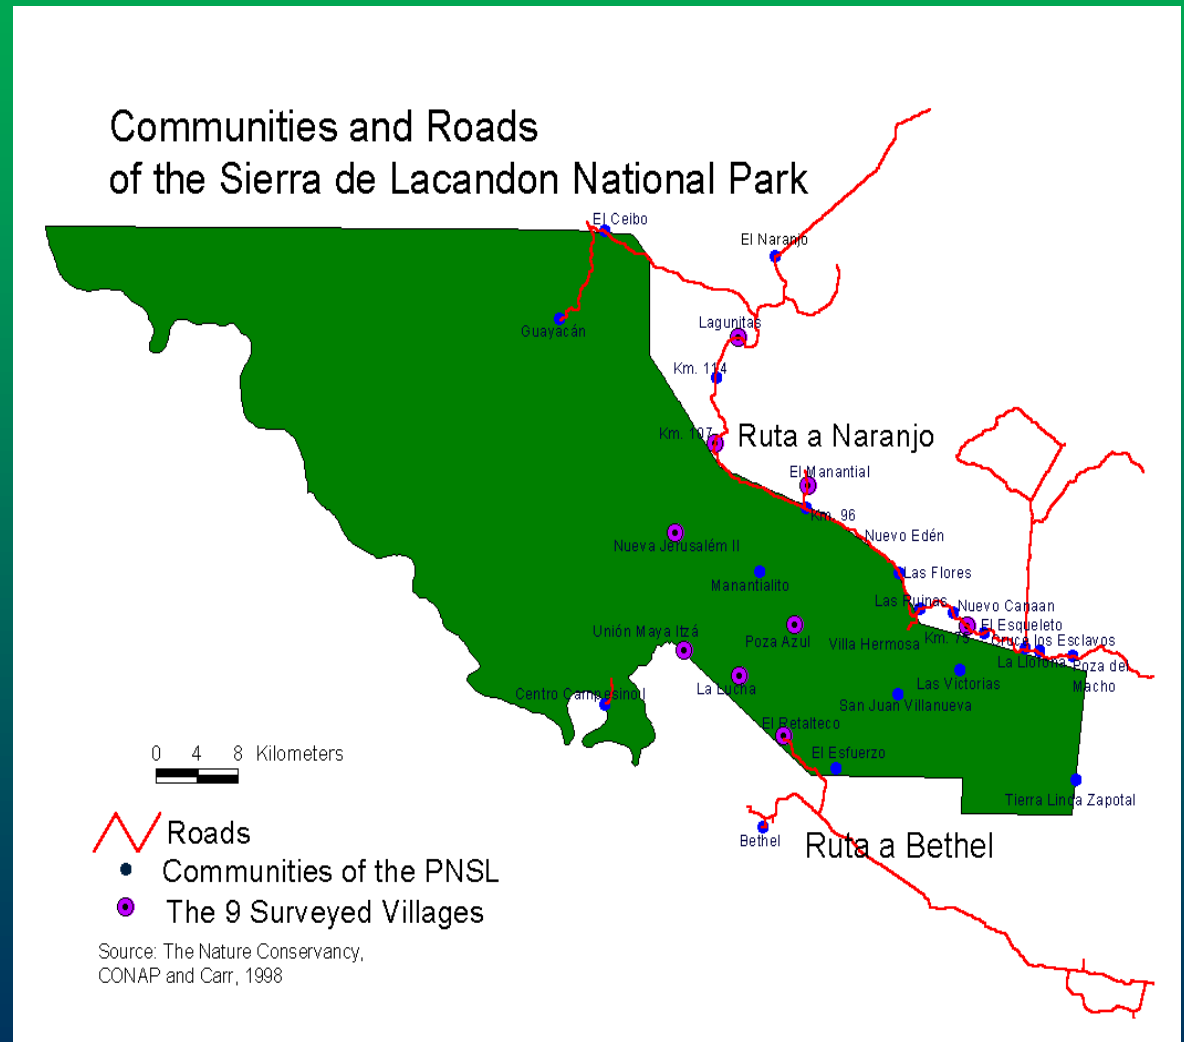 Communities and Roads
of the Sierra de Lacandon National Park
El Ceibo
El Naranjo
Guayacán
Lagunitas
Km. 114
Km. 107
Ruta a Naranjo
El Manantial
Km. 96
Nuevo Edén
Nueva Jerusalém II
Las Flores
Manantialito
Las Ruinas
Nuevo Canaan
Unión Maya Itzá
Poza Azul
Villa Hermosa
Km. 75
El Esqueleto
Cruce los Esclavos
La Llorona
Poza del
Macho
La Lucha
Las Victorias
Centro Campesino II
San Juan Villanueva
El Retalteco
El Esfuerzo
0 4 8 Kilometers
Tierra Linda Zapotal
Roads
Bethel
Ruta a Bethel
Communities of the PNSL
The 9 Surveyed Villages
Source: The Nature Conservancy,
CONAP and Carr, 1998